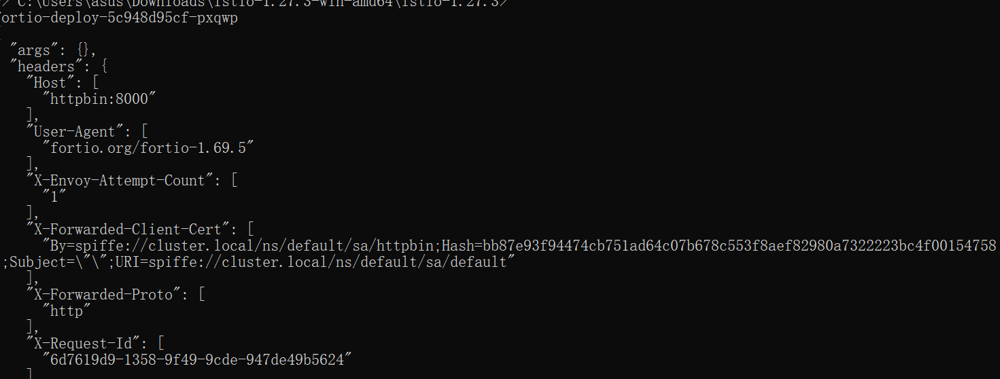 C:\Users\asus\Downloads\istio-1.27.3-win-amd64\istio-1.27.3>
ortio-deploy-5c948d95cf-pxqwp
"args": {},
"headers": {
"Host": [
"httpbin:8000"
],
"User-Agent": [
"fortio.org/fortio-1.69.5"
],
"X-Envoy-Attempt-Count": [
"1"
],
"X-Forwarded-Client-Cert": [
"By=spiffe://cluster.local/ns/default/sa/httpbin;Hash=bb87e93f94474cb751ad64c07b678c553f8aef82980a7322223bc4f00154758
;Subject=\"\";URI=spiffe://cluster.local/ns/default/sa/default"
],
"X-Forwarded-Proto": [
"http"
],
"X-Request-Id": [
"6d7619d9-1358-9f49-9cde-947de49b5624"
]